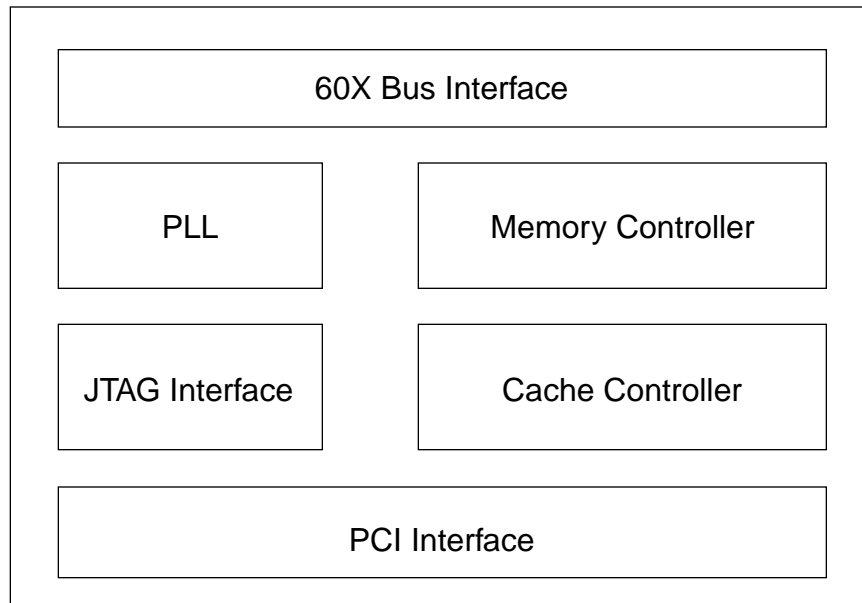 60X Bus Interface
PLL
Memory Controller
JTAG Interface
Cache Controller
PCI Interface